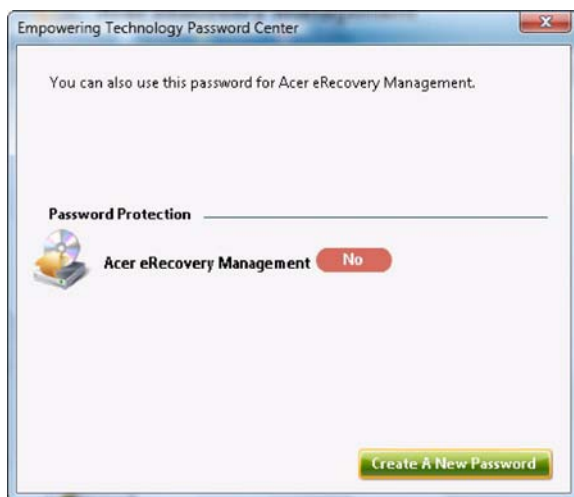 Empowering Technology Password Center
You can also use this password for Acer eRecovery Management.
Password Protection
Acer eRecovery Management No
Create A New Password